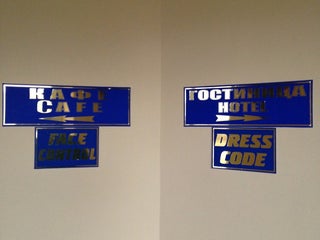 КАФЕ
CAFE
FACE
CONTROL
ГОСТИНИЦА
HOTEL
DRESS
CODE